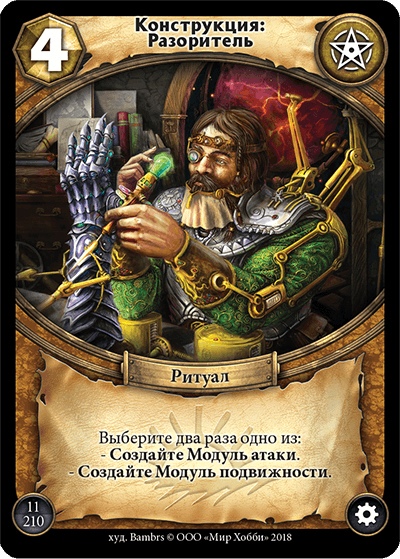 4
Конструкция:
Разоритель
Ритуал
Выберите два раза одно из:
- Создайте Модуль атаки.
- Создайте Модуль подвижности.
11
210
худ. Bambrs © ООО «Мир Хобби» 2018